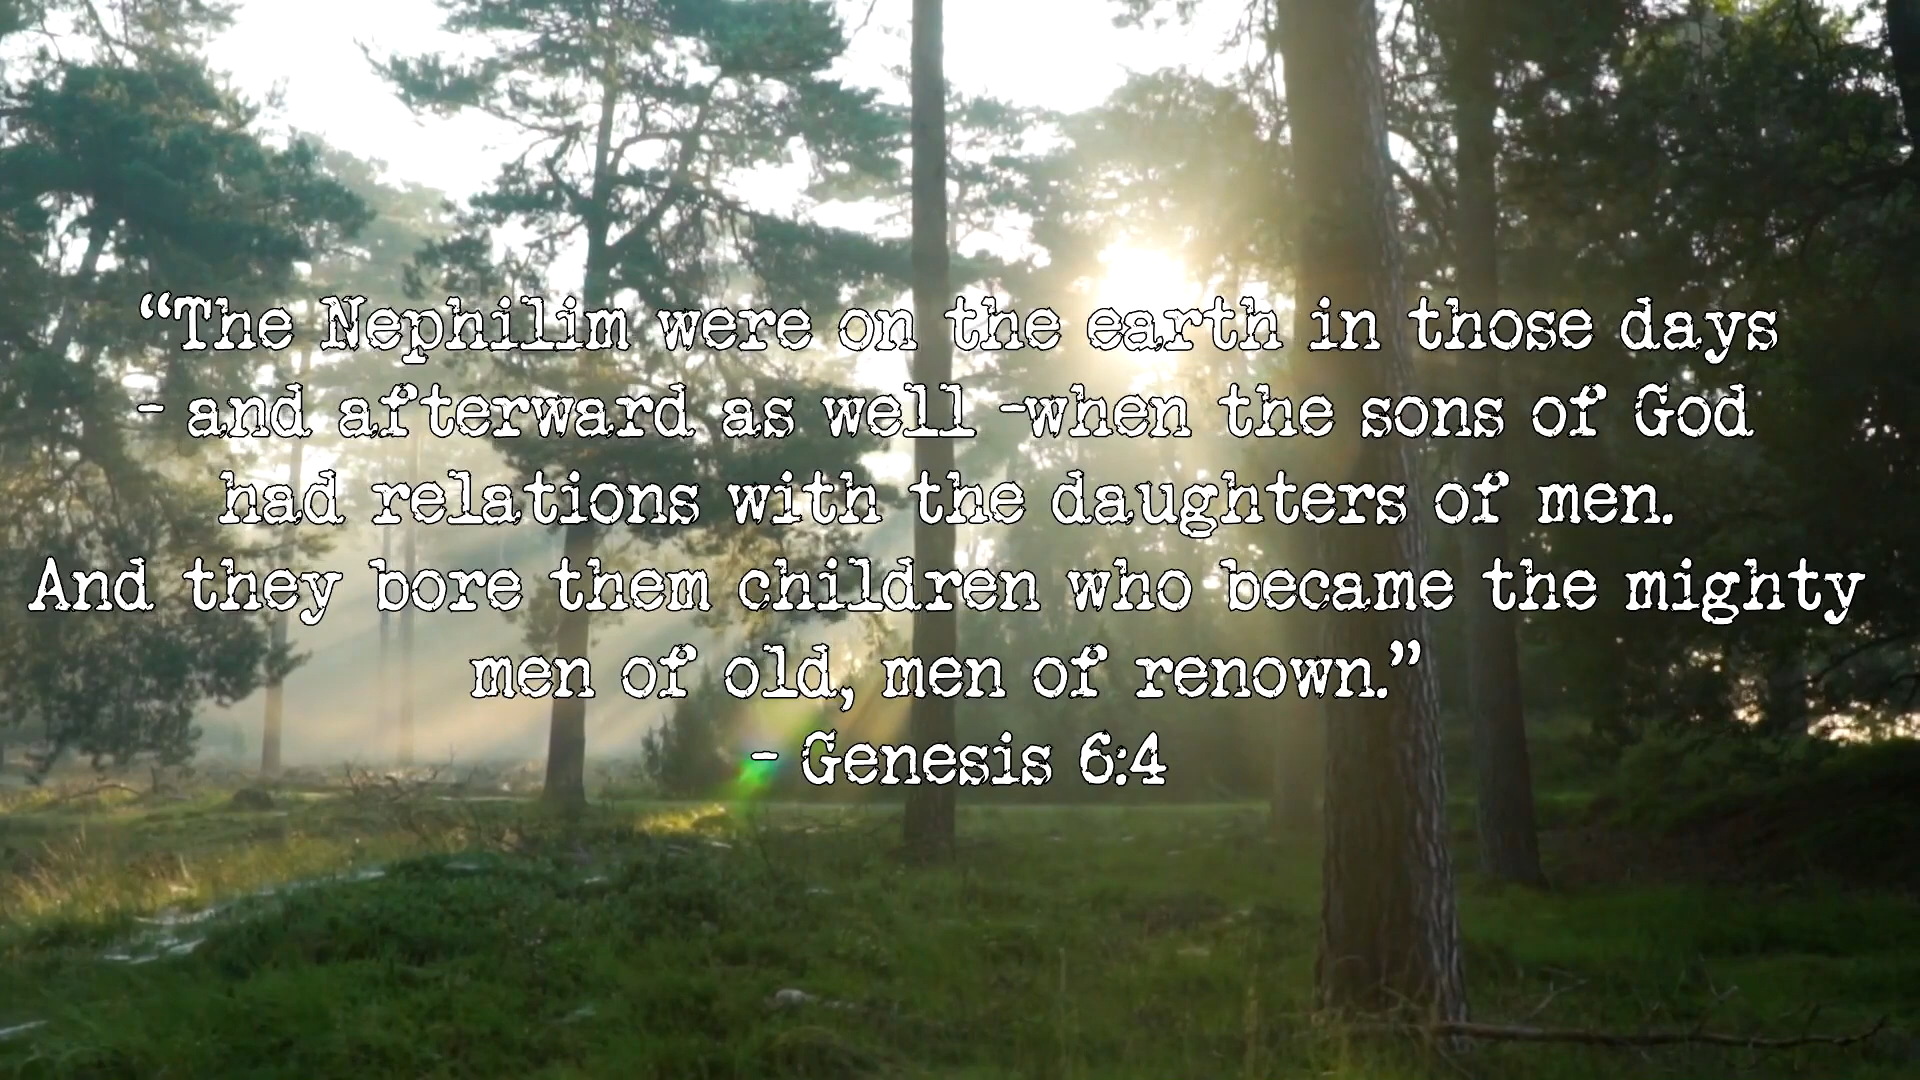 “The Nephilim were on the earth in those days
- and afterward as well -when the sons of God
had relations with the daughters of men.
And they bore them children who became the mighty
men of old, men of renown.”
- Genesis 6:4